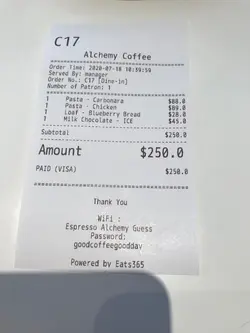 C17
Alchemy Coffee
Order Time: 2020-07-18 18:39:59
Served By: manager
Order No.: C17 [Dine-in]
Number of Patron: 1
1 Pasta - Carbonara $88.0
1 Pasta - Chicken $89.0
1 Loaf - Blueberry Bread $28.0
1 Milk Chocolate - ICE $45.0
Subtotal $250.0
Amount $250.0
PAID (VISA) $250.0
Thank You
WiFi :
Espresso Alchemy Guess
Password:
goodcoffeegoodday
Powered by Eats365